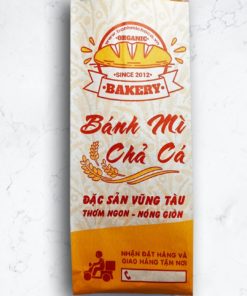 ORGANIC
SINCE 2012
BAKERY
Bánh Mì
Chả Cá
ĐẶC SẢN VŨNG TÀU
THƠM NGON - NÓNG GIÒN
NHẬN ĐẶT HÀNG VÀ
GIAO HÀNG TẬN NƠI